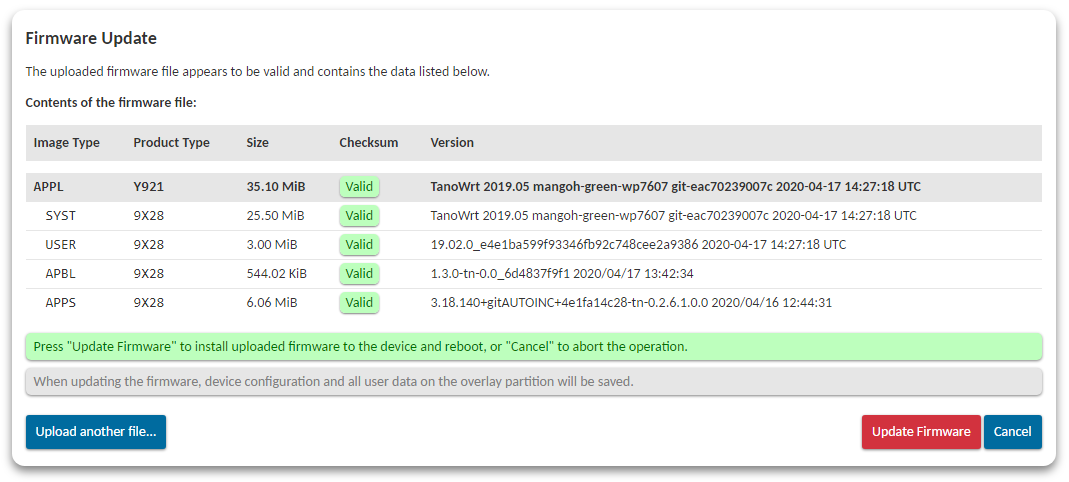 Firmware Update
The uploaded firmware file appears to be valid and contains the data listed below.
Contents of the firmware file:
Image Type Product Type Size Checksum Version
APPL Y921 35.10 MiB Valid TanoWrt 2019.05 mangoh-green-wp7607 git-eac70239007c 2020-04-17 14:27:18 UTC
SYST 9X28 25.50 MiB Valid TanoWrt 2019.05 mangoh-green-wp7607 git-eac70239007c 2020-04-17 14:27:18 UTC
USER 9X28 3.00 MiB Valid 19.02.0_e4e1ba599f93346fb92c748cee2a9386 2020-04-17 14:27:18 UTC
APBL 9X28 544.02 KiB Valid 1.3.0-tn-0.0_6d4837f9f1 2020/04/17 13:42:34
APPS 9X28 6.06 MiB Valid 3.18.140+gitAUTOINC+4e1fa14c28-tn-0.2.6.1.0.0 2020/04/16 12:44:31
Press "Update Firmware" to install uploaded firmware to the device and reboot, or "Cancel" to abort the operation.
When updating the firmware, device configuration and all user data on the overlay partition will be saved.
Upload another file... Update Firmware Cancel